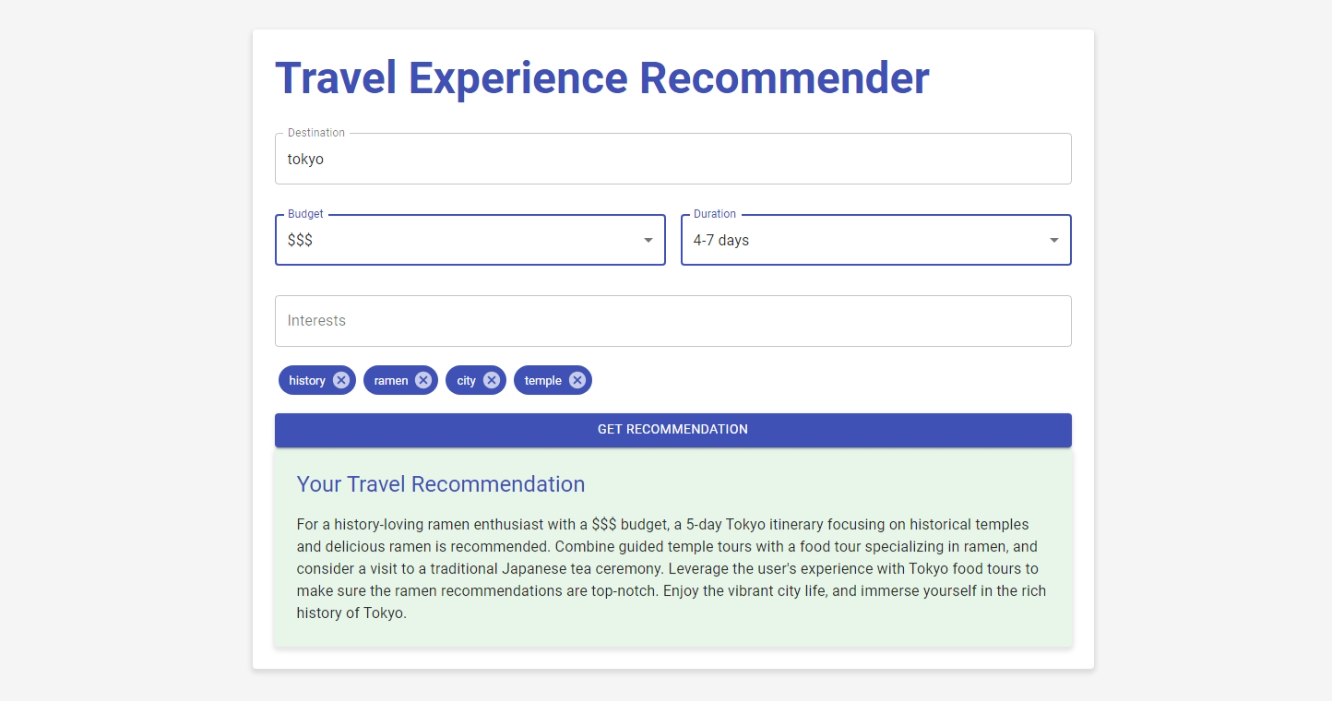 Travel Experience Recommender
Destination
tokyo
Budget
$$$
Duration
4-7 days
Interests
history
ramen
city
temple
GET RECOMMENDATION
Your Travel Recommendation
For a history-loving ramen enthusiast with a $$$ budget, a 5-day Tokyo itinerary focusing on historical temples
and delicious ramen is recommended. Combine guided temple tours with a food tour specializing in ramen, and
consider a visit to a traditional Japanese tea ceremony. Leverage the user's experience with Tokyo food tours to
make sure the ramen recommendations are top-notch. Enjoy the vibrant city life, and immerse yourself in the rich
history of Tokyo.